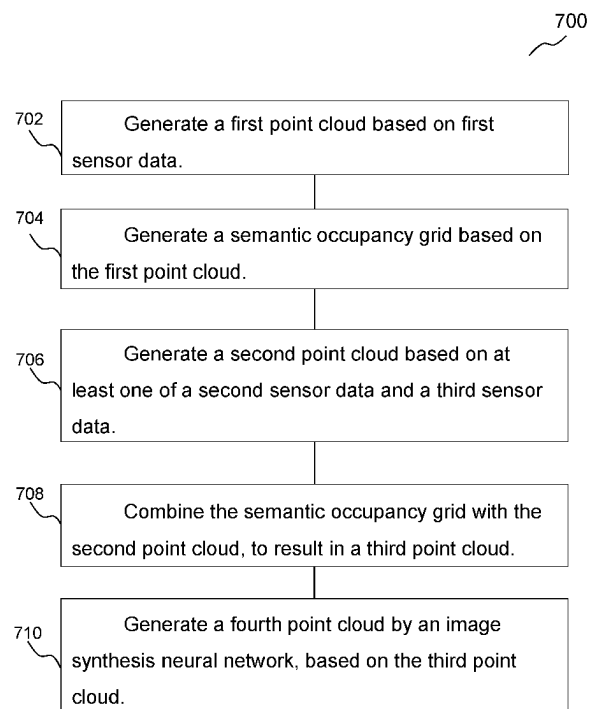 700
702
Generate a first point cloud based on first
sensor data.
704
Generate a semantic occupancy grid based on
the first point cloud.
706
Generate a second point cloud based on at
least one of a second sensor data and a third sensor
data.
708
Combine the semantic occupancy grid with the
second point cloud, to result in a third point cloud.
710
Generate a fourth point cloud by an image
synthesis neural network, based on the third point
cloud.